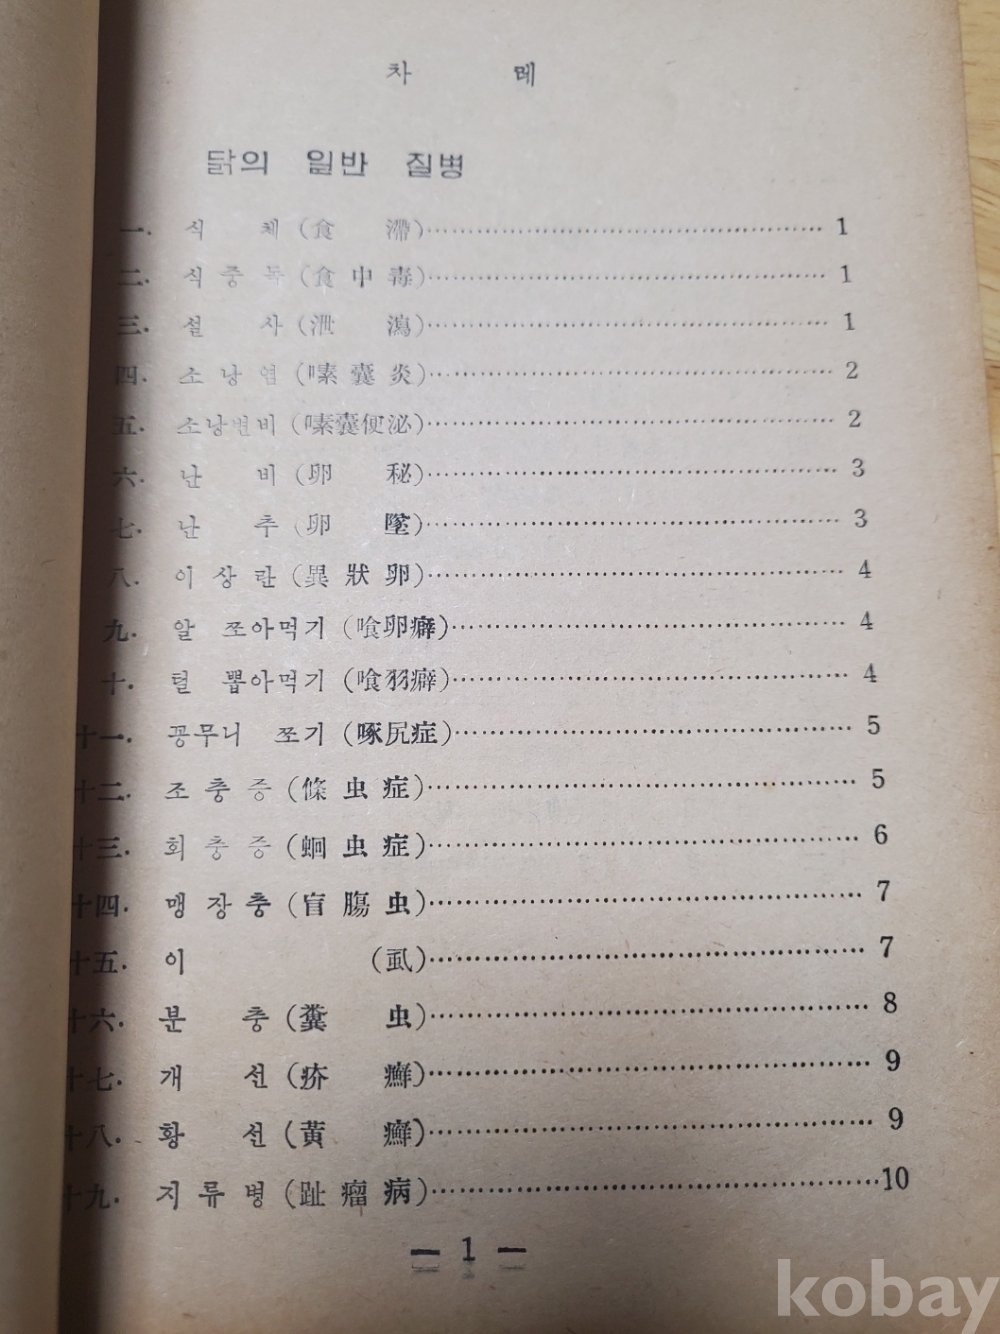 차 레
닭의 일반 질병
一. 식 체 (食 滯)……………………………… 1
二. 식 중 독 (食 中 毒)……………………………… 1
三. 설 사 (泄 瀉)……………………………… 1
四. 소 낭 염 (嗉 囊 炎)……………………………… 2
五. 소낭변비 (嗉囊便泌)……………………………… 2
六. 난 비 (卵 秘)……………………………… 3
七. 난 추 (卵 墜)……………………………… 3
八. 이 상 란 (異 狀 卵)……………………………… 4
九. 알 쪼아먹기 (喰卵癖)……………………………… 4
十. 털 뽑아먹기 (喰羽癖)……………………………… 4
十一. 꽁무니 쪼기 (啄尻症)……………………………… 5
十二. 조 충 증 (條 虫 症)……………………………… 5
十三. 회 충 증 (蛔 虫 症)……………………………… 6
十四. 맹 장 충 (盲 膓 虫)……………………………… 7
十五. 이 (虱)……………………………… 7
十六. 분 충 (糞 虫)……………………………… 8
十七. 개 선 (疥 癬)……………………………… 9
十八. 황 선 (黃 癬)……………………………… 9
十九. 지 류 병 (趾 瘤 病)……………………………… 10
— 1 —
kobay